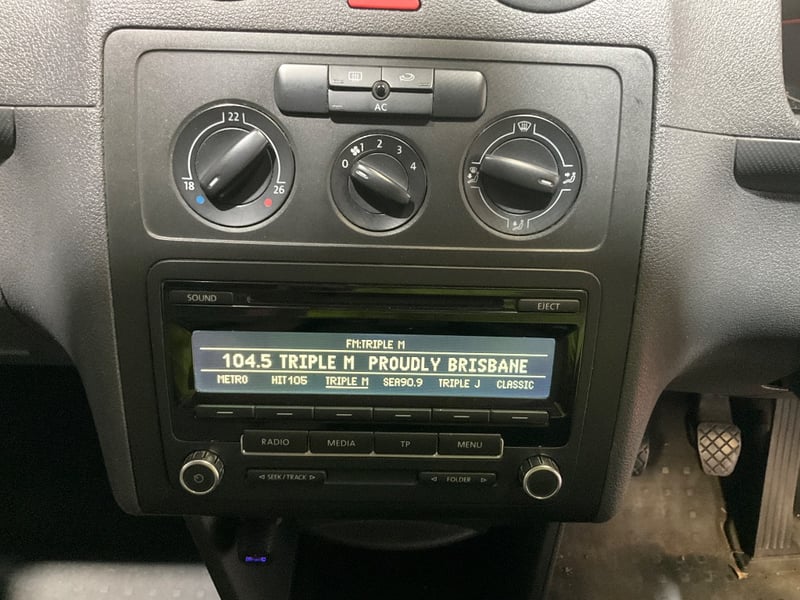 AC
22
18
26
0 1 2 3 4
SOUND
EJECT
FM:TRIPLE M
104.5 TRIPLE M PROUDLY BRISBANE
METRO HIT105 TRIPLE M SEA90.9 TRIPLE J CLASSIC
RADIO MEDIA TP MENU
SEEK/TRACK
FOLDER